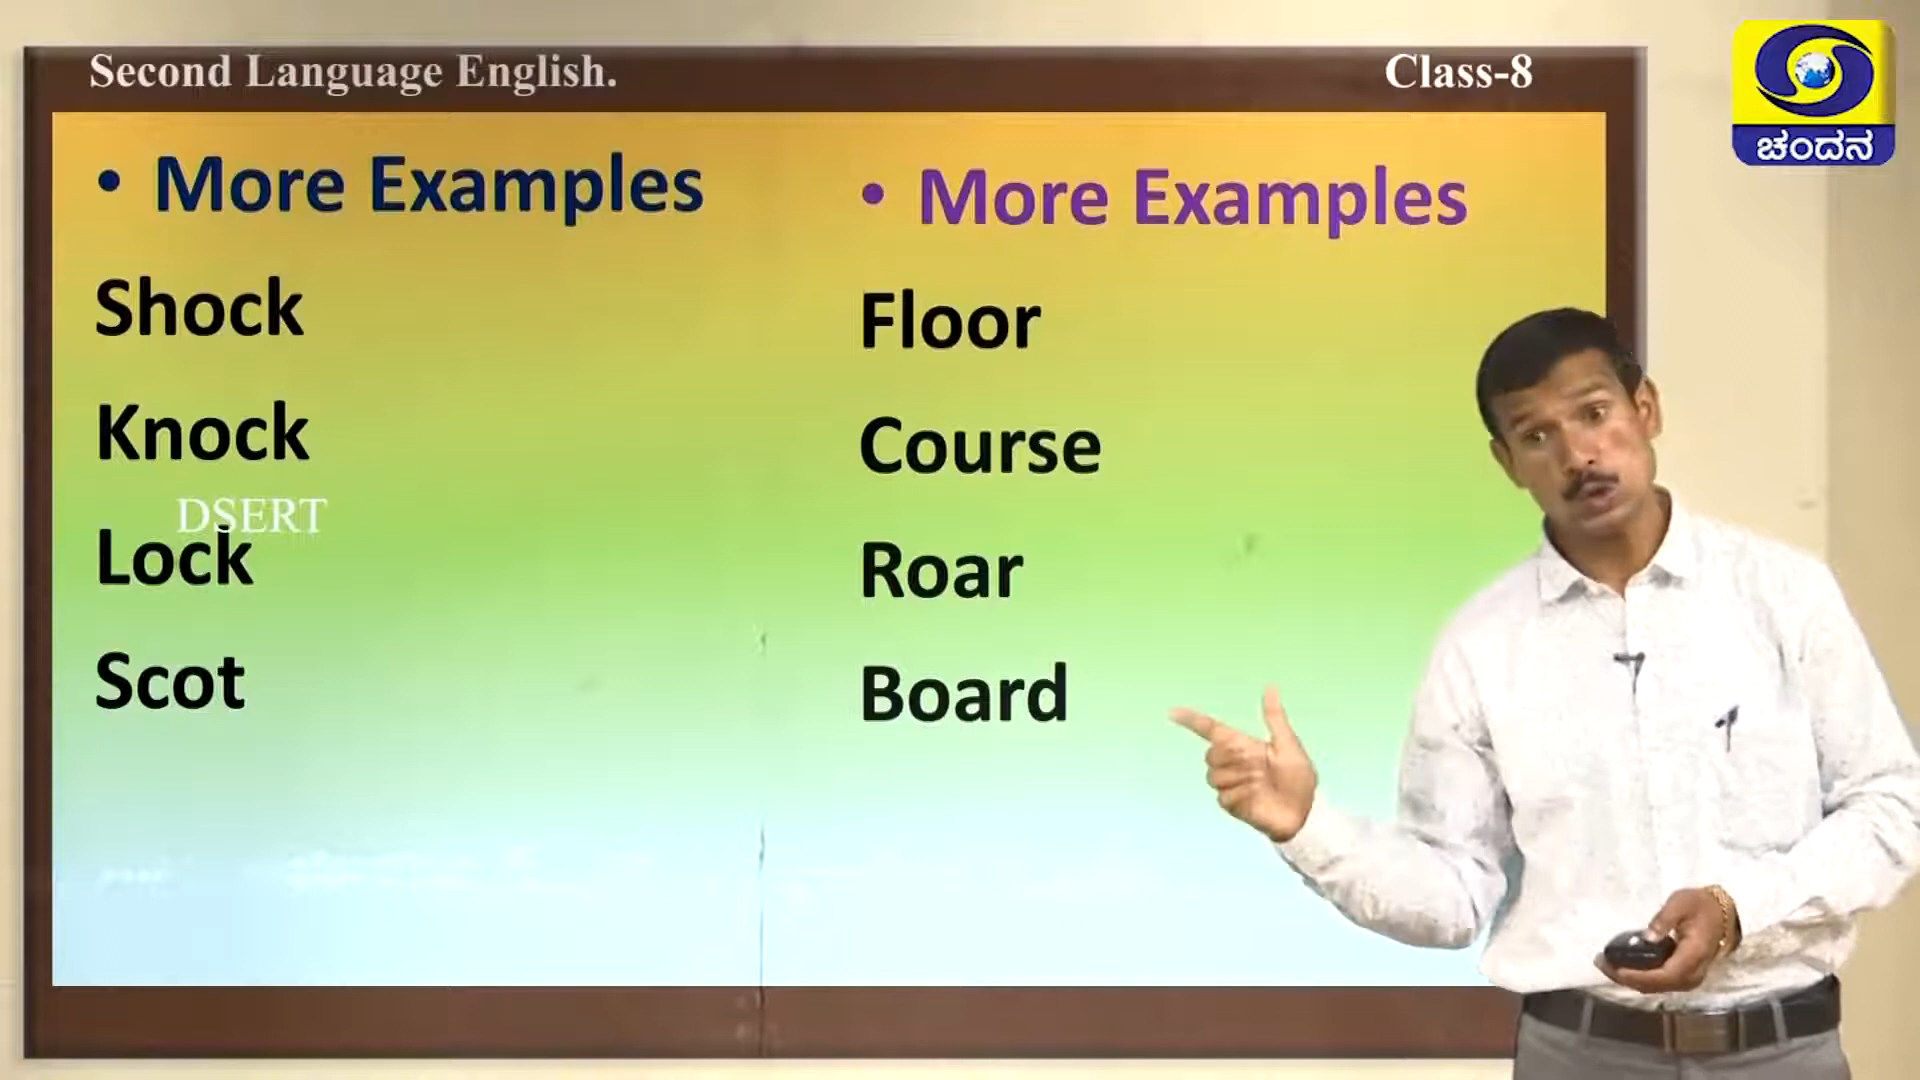 Second Language English.
Class-8
ಚಂದನ
• More Examples
Shock
Knock
DSERT
Lock
Scot
• More Examples
Floor
Course
Roar
Board